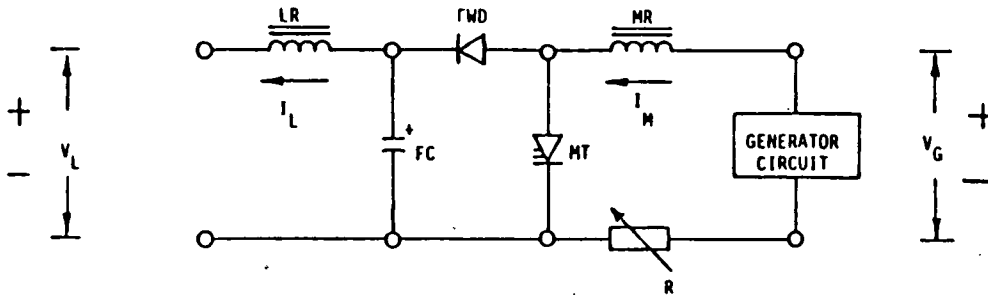 LR
FWD
MR
I_L
I_M
+
V_L
-
+
FC
MT
GENERATOR
CIRCUIT
V_G
+
-
R